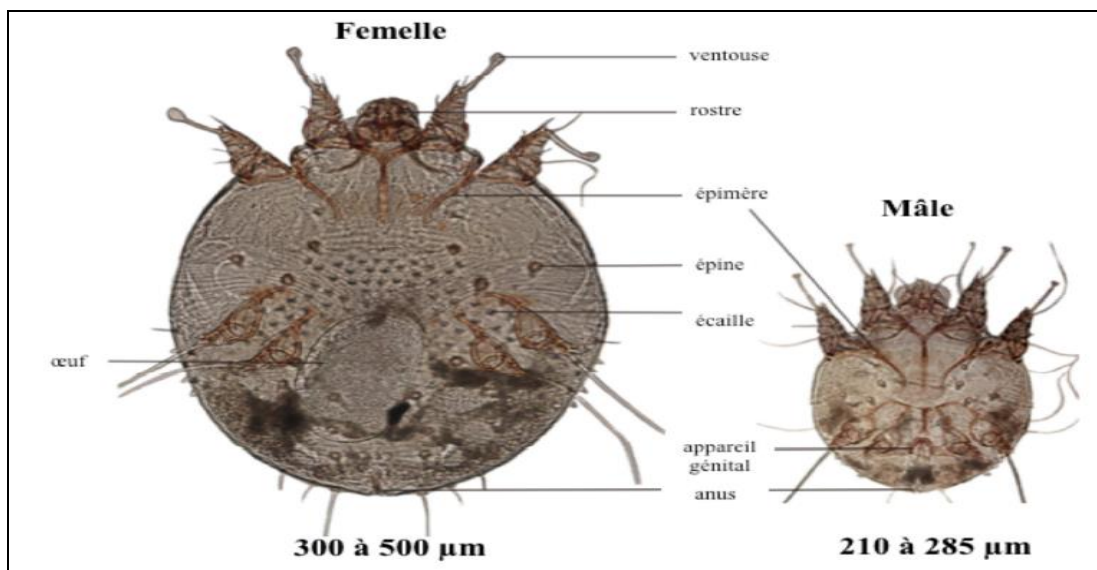 Femelle
ventouse
rostre
épimère
Mâle
épine
écaille
œuf
appareil
génital
anus
300 à 500 µm
210 à 285 µm